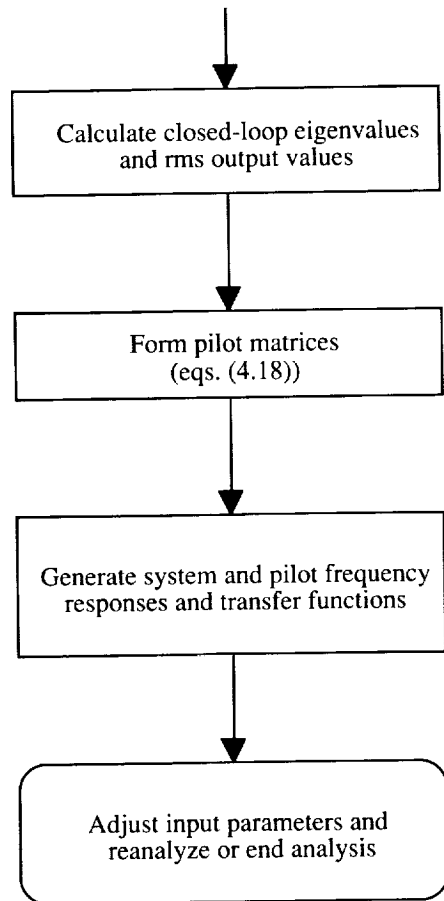 Calculate closed-loop eigenvalues
and rms output values
Form pilot matrices
(eqs. (4.18))
Generate system and pilot frequency
responses and transfer functions
Adjust input parameters and
reanalyze or end analysis